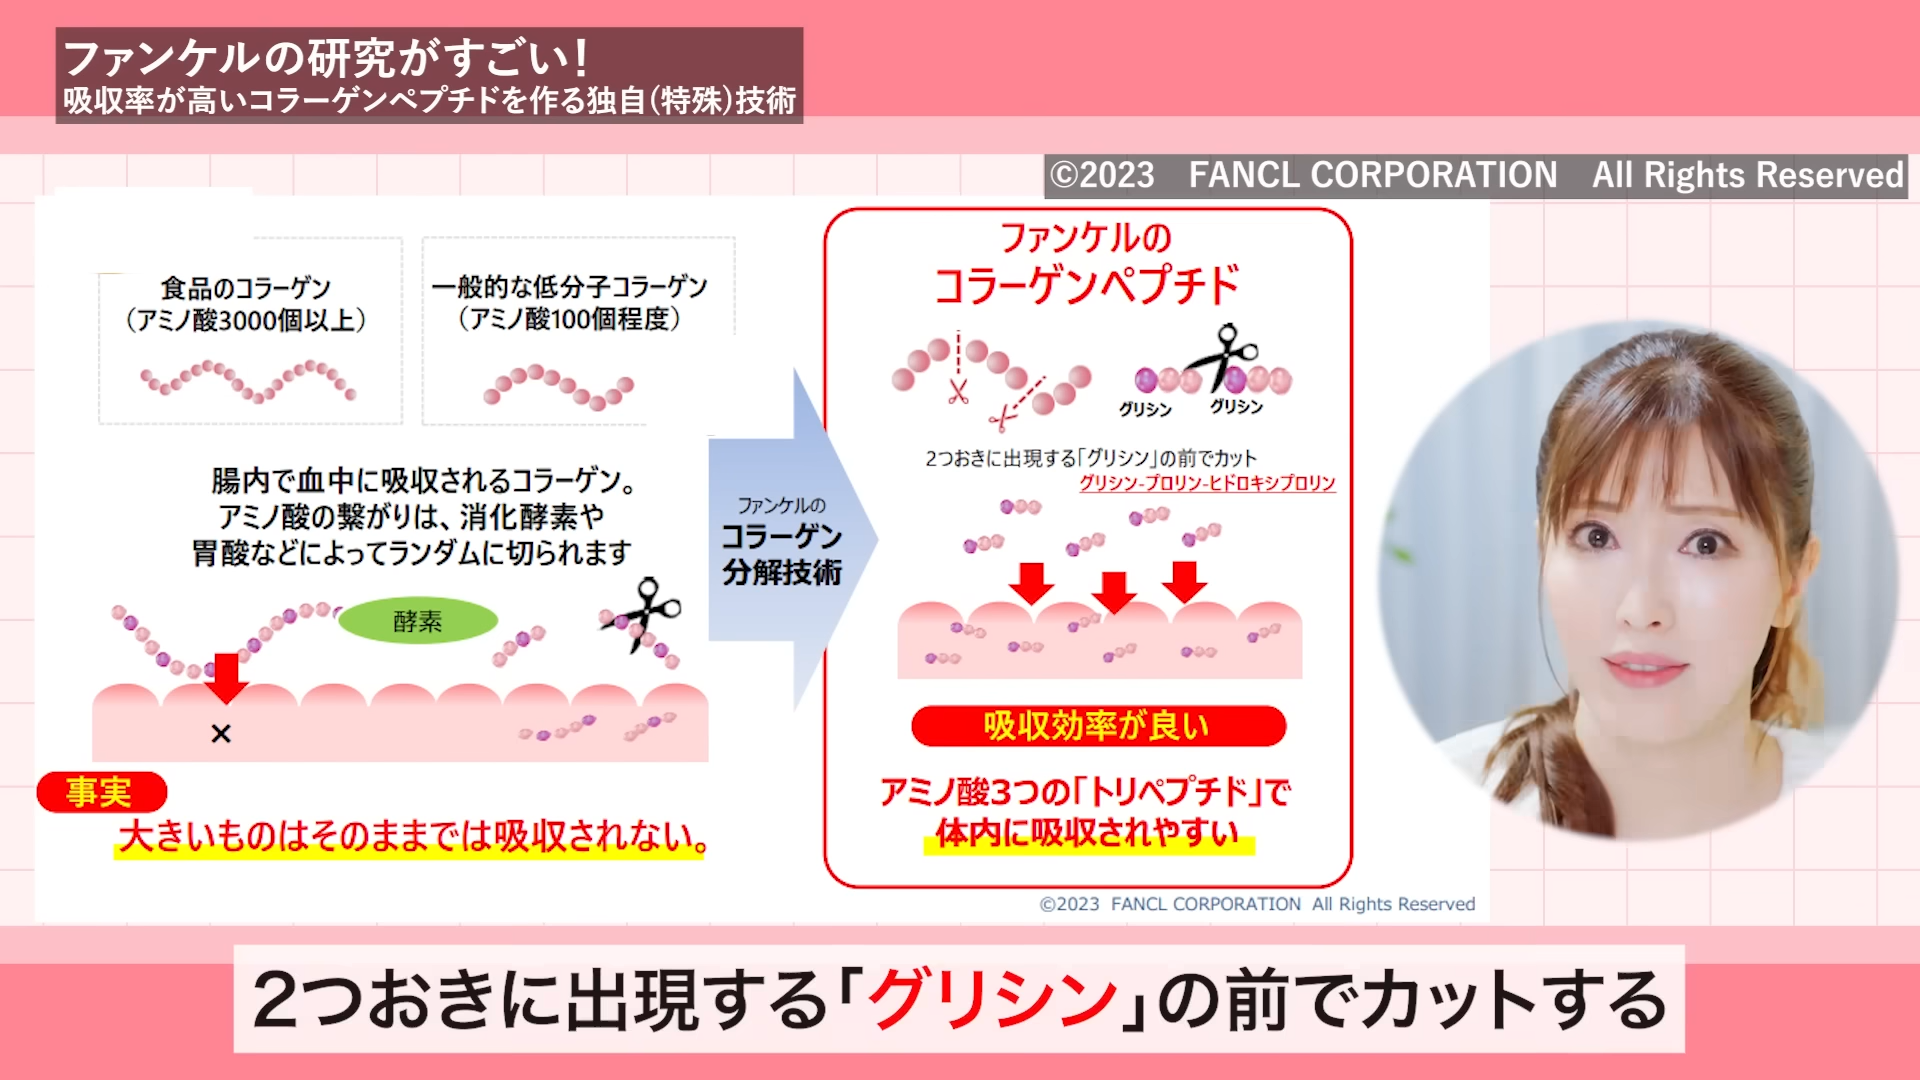 ファンケルの研究がすごい!
吸収率が高いコラーゲンペプチドを作る独自(特殊)技術
©2023 FANCL CORPORATION All Rights Reserved
食品のコラーゲン
(アミノ酸3000個以上)
一般的な低分子コラーゲン
(アミノ酸100個程度)
腸内で血中に吸収されるコラーゲン。
アミノ酸の繋がりは、消化酵素や
胃酸などによってランダムに切られます
酵素
×
事実
大きいものはそのままでは吸収されない。
ファンケルの
コラーゲン
分解技術
ファンケルの
コラーゲンペプチド
グリシン
グリシン
2つおきに出現する「グリシン」の前でカット
グリシン-プロリン-ヒドロキシプロリン
吸収効率が良い
アミノ酸3つの「トリペプチド」で
体内に吸収されやすい
©2023 FANCL CORPORATION All Rights Reserved
2つおきに出現する「グリシン」の前でカットする